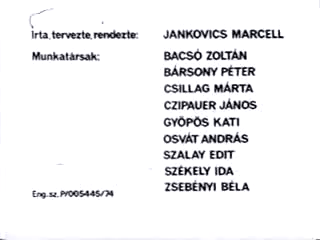 Irta, tervezte, rendezte: JANKOVICS MARCELL
Munkatársak: BACSÓ ZOLTÁN
BÁRSONY PÉTER
CSILLAG MÁRTA
CZIPAUER JÁNOS
GYÖPÖS KATI
OSVÁT ANDRÁS
SZALAY EDIT
SZÉKELY IDA
ZSEBÉNYI BÉLA
Eng. sz. P/005445/74